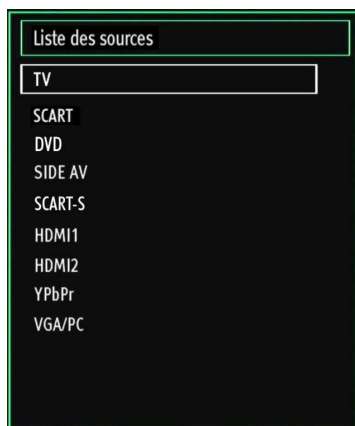 Liste des sources
TV
SCART
DVD
SIDE AV
SCART-S
HDMI1
HDMI2
YPbPr
VGA/PC